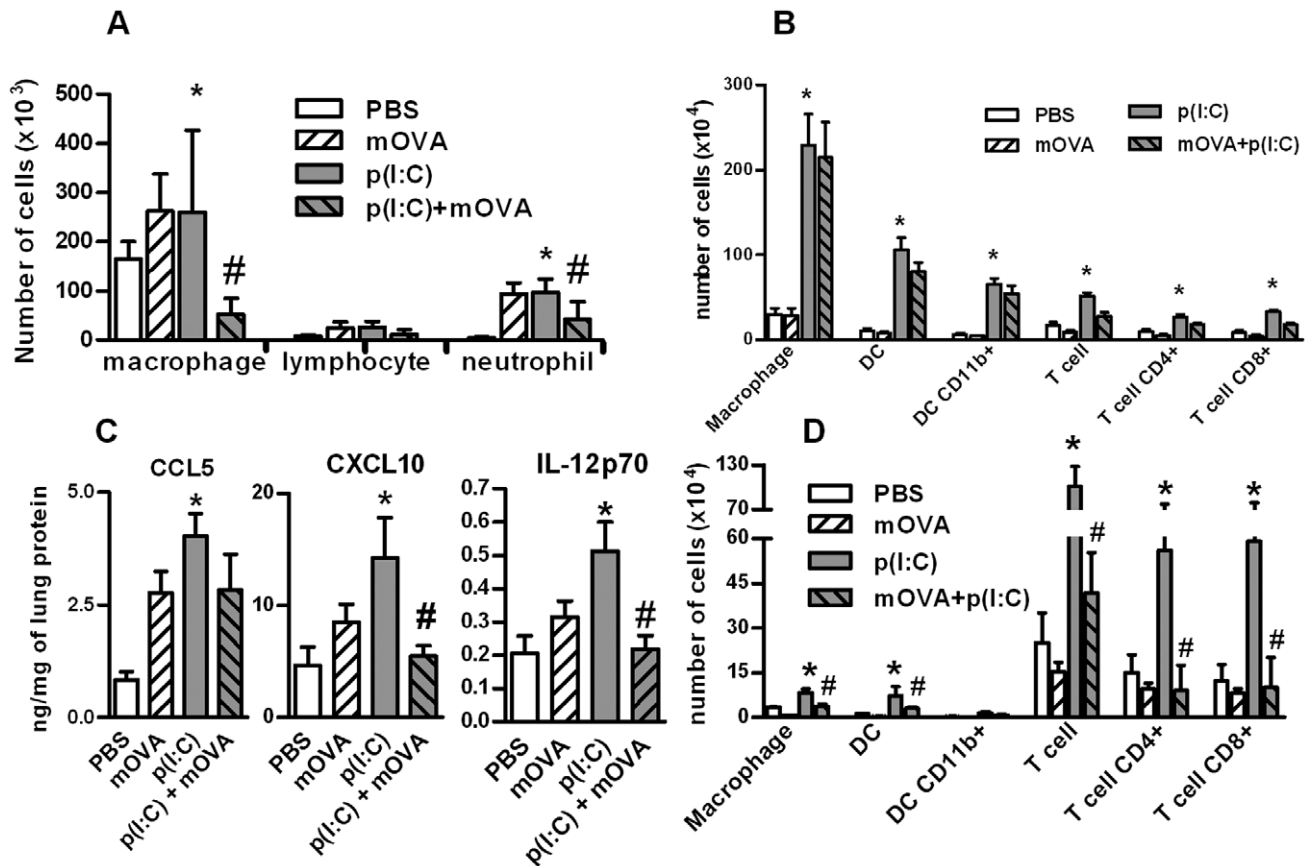 A
Number of cells (x10³)
500
400
300
200
100
0
*
#
*
#
PBS
mOVA
p(I:C)
p(I:C)+mOVA
macrophage
lymphocyte
neutrophil
B
number of cells (x10⁴)
300
200
100
0
*
*
*
*
*
*
PBS
mOVA
p(I:C)
mOVA+p(I:C)
Macrophage
DC
DC CD11b+
T cell
T cell CD4+
T cell CD8+
C
ng/mg of lung protein
CCL5
5.0
2.5
0.0
*
PBS
mOVA
p(I:C)
p(I:C) + mOVA
CXCL10
20
10
0
*
#
PBS
mOVA
p(I:C)
p(I:C) + mOVA
IL-12p70
0.7
0.6
0.5
0.4
0.3
0.2
0.1
0.0
*
#
PBS
mOVA
p(I:C)
p(I:C) + mOVA
D
number of cells (x10⁴)
130
70
60
45
30
15
0
PBS
mOVA
p(I:C)
mOVA+p(I:C)
*
#
*
#
*
#
*
#
*
#
Macrophage
DC
DC CD11b+
T cell
T cell CD4+
T cell CD8+